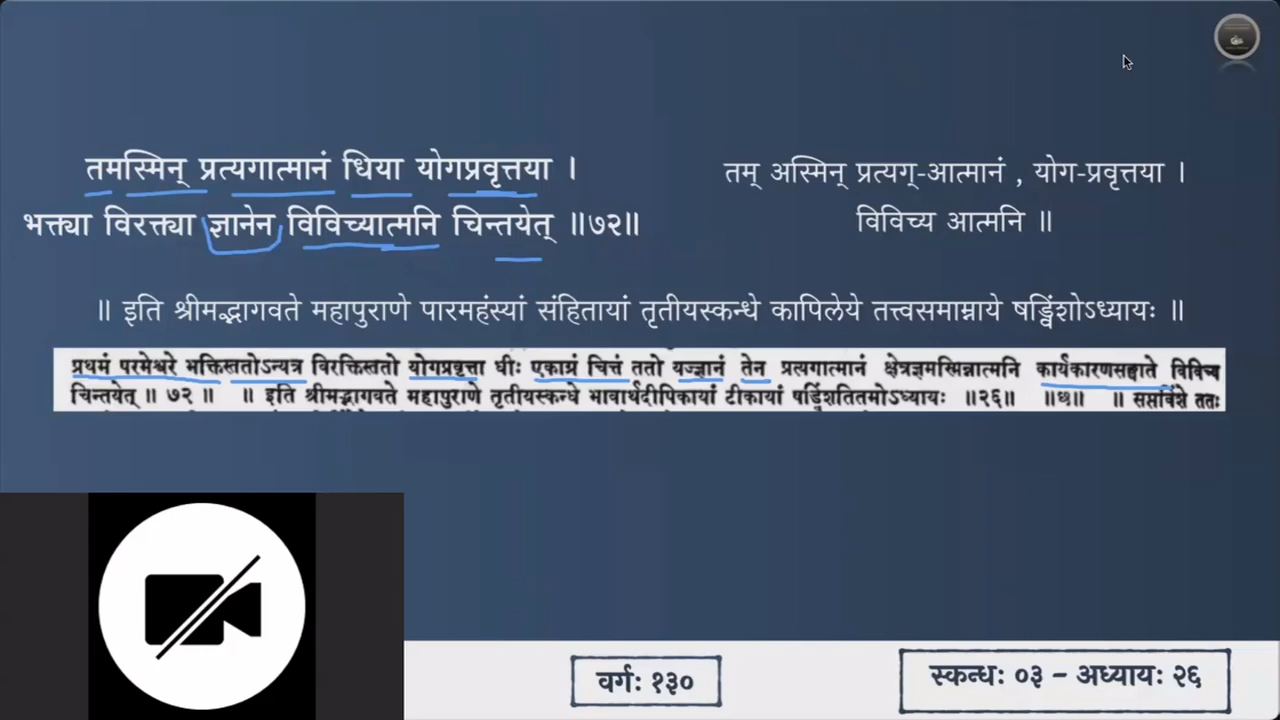 तमस्मिन् प्रत्यगात्मानं धिया योगप्रवृत्तया ।
भक्त्या विरक्त्या ज्ञानेन विविच्यात्मनि चिन्तयेत् ॥७२॥
तम् अस्मिन् प्रत्यग्-आत्मानं , योग-प्रवृत्तया ।
विविच्य आत्मनि ॥
॥ इति श्रीमद्भागवते महापुराणे पारमहंस्यां संहितायां तृतीयस्कन्धे कापिलेये तत्त्वसमाम्नाये षड्विंशोऽध्यायः ॥
प्रथमं परमेश्वरे भक्तिस्ततोऽन्यत्र विरक्तिस्ततो योगप्रवृत्ता धीः एकाग्रं चित्तं ततो यज्ज्ञानं तेन प्रत्यगात्मानं क्षेत्रज्ञमस्मिन्नात्मनि कार्यकारणसङ्घाते विविच्य
चिन्तयेत् ॥ ७२ ॥ ॥ इति श्रीमद्भागवते महापुराणे तृतीयस्कन्धे भावार्थदीपिकायां टीकायां षड्विंशतितमोऽध्यायः ॥२६॥ ॥छ॥ ॥ सप्तविंशे ततः
वर्गः १३०
स्कन्धः ०३ – अध्यायः २६